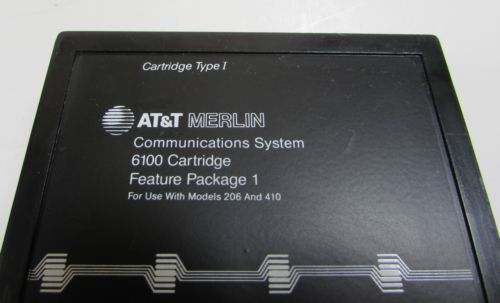 Cartridge Type I
AT&T MERLIN
Communications System
6100 Cartridge
Feature Package 1
For Use With Models 206 And 410